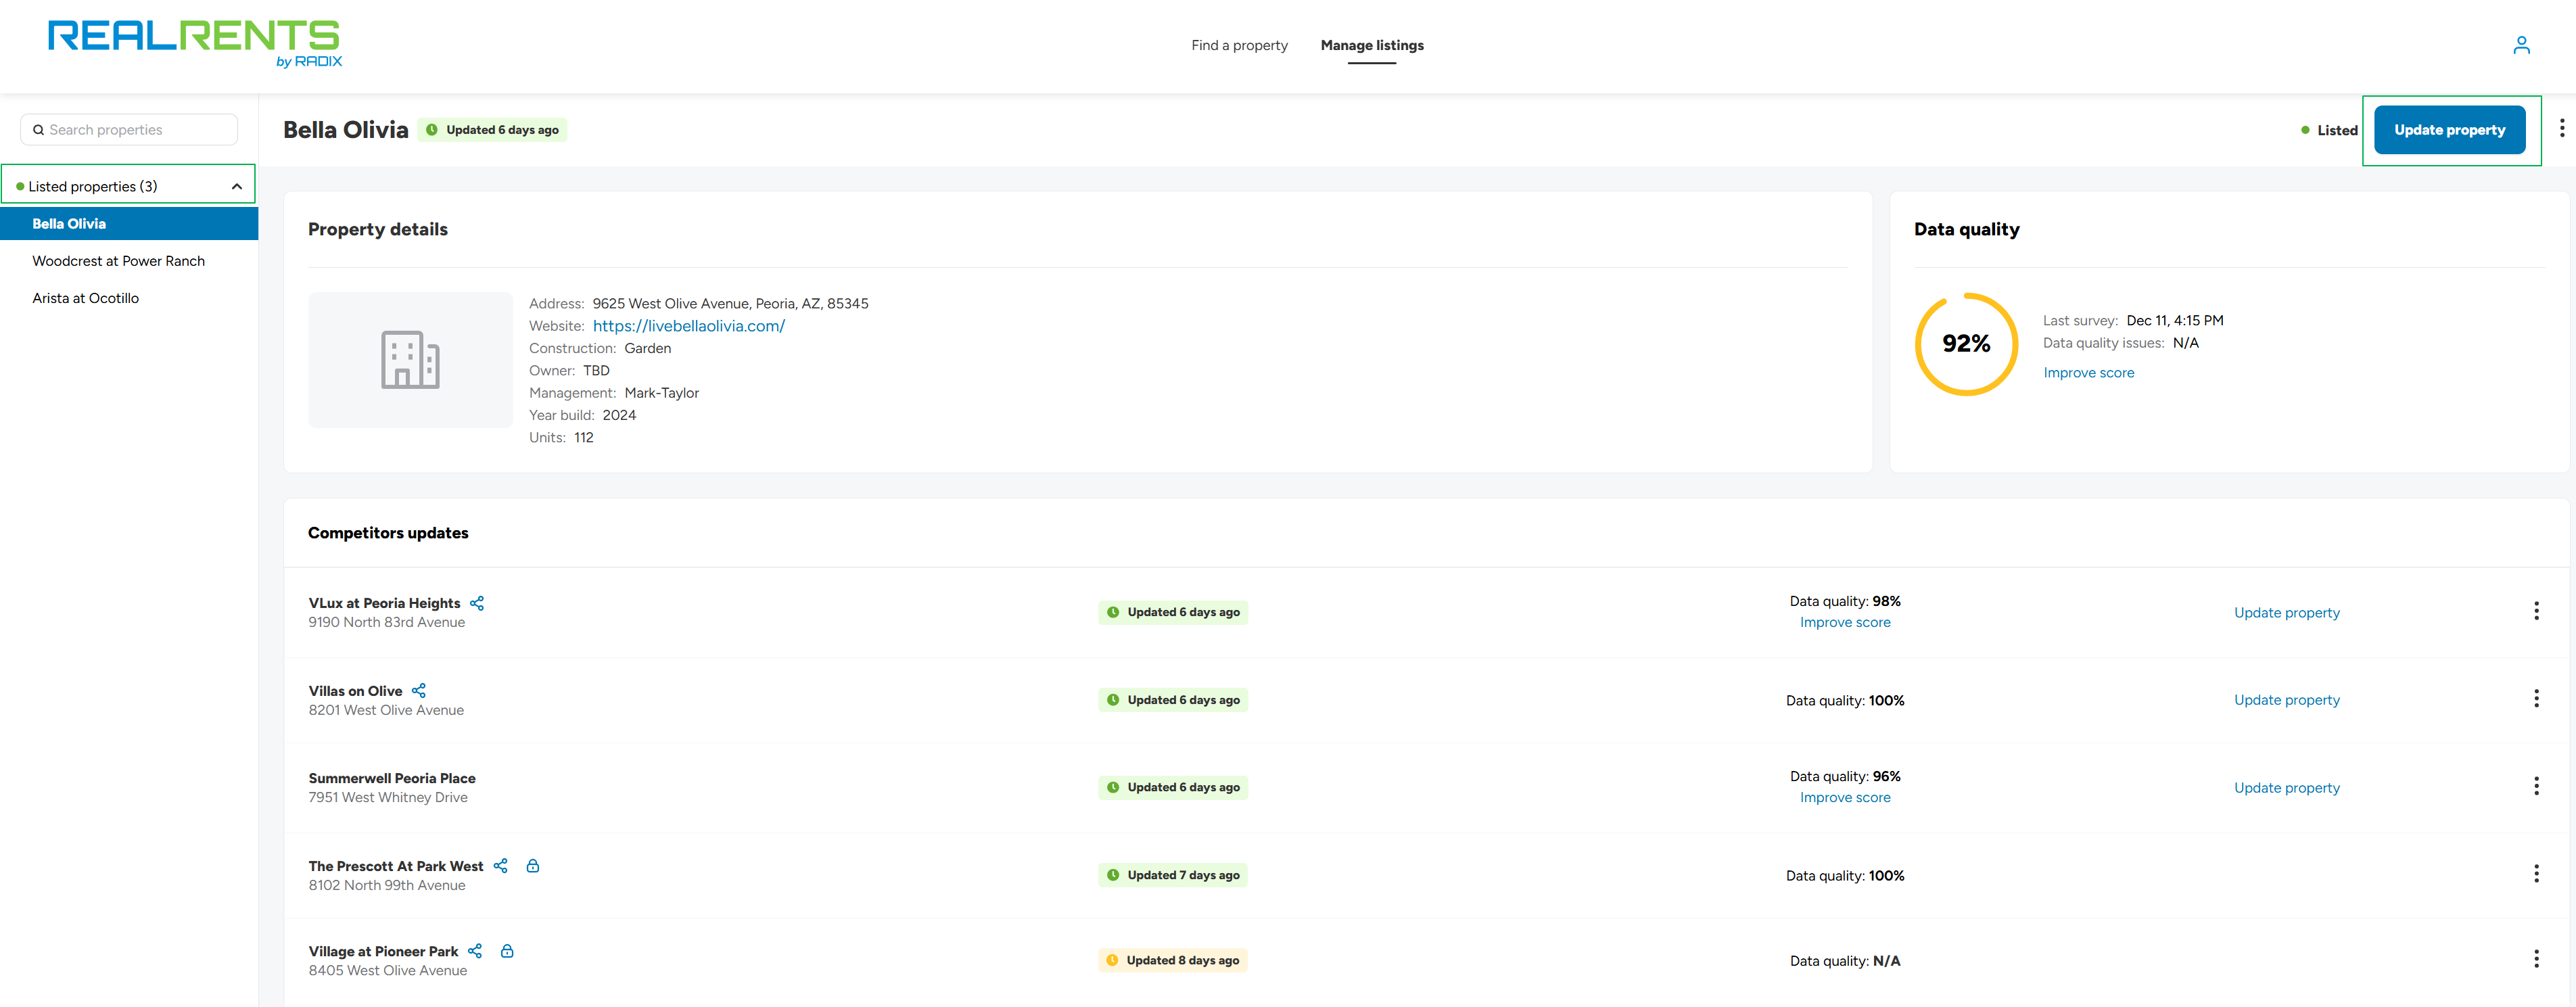 REALRENTS
by RADIX
Find a property
Manage listings
Search properties
Listed properties (3)
Bella Olivia
Woodcrest at Power Ranch
Arista at Ocotillo
Bella Olivia
Updated 6 days ago
Listed
Update property
Property details
Address: 9625 West Olive Avenue, Peoria, AZ, 85345
Website: https://livebellaolivia.com/
Construction: Garden
Owner: TBD
Management: Mark-Taylor
Year build: 2024
Units: 112
Data quality
92%
Last survey: Dec 11, 4:15 PM
Data quality issues: N/A
Improve score
Competitors updates
VLux at Peoria Heights
9190 North 83rd Avenue
Updated 6 days ago
Data quality: 98%
Improve score
Update property
Villas on Olive
8201 West Olive Avenue
Updated 6 days ago
Data quality: 100%
Update property
Summerwell Peoria Place
7951 West Whitney Drive
Updated 6 days ago
Data quality: 96%
Improve score
Update property
The Prescott At Park West
8102 North 99th Avenue
Updated 7 days ago
Data quality: 100%
Village at Pioneer Park
8405 West Olive Avenue
Updated 8 days ago
Data quality: N/A